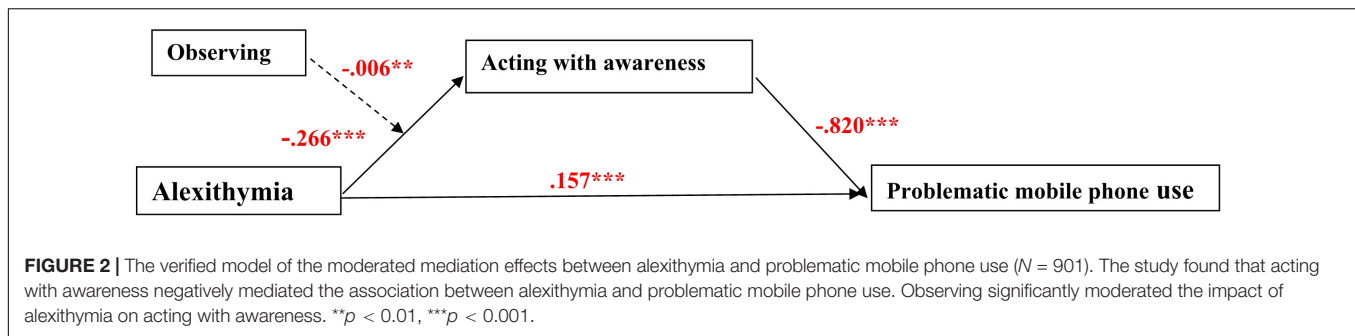 Observing
-.006**
Acting with awareness
-.266***
-.820***
Alexithymia
.157***
Problematic mobile phone use
FIGURE 2 | The verified model of the moderated mediation effects between alexithymia and problematic mobile phone use (N = 901). The study found that acting
with awareness negatively mediated the association between alexithymia and problematic mobile phone use. Observing significantly moderated the impact of
alexithymia on acting with awareness. **p < 0.01, ***p < 0.001.